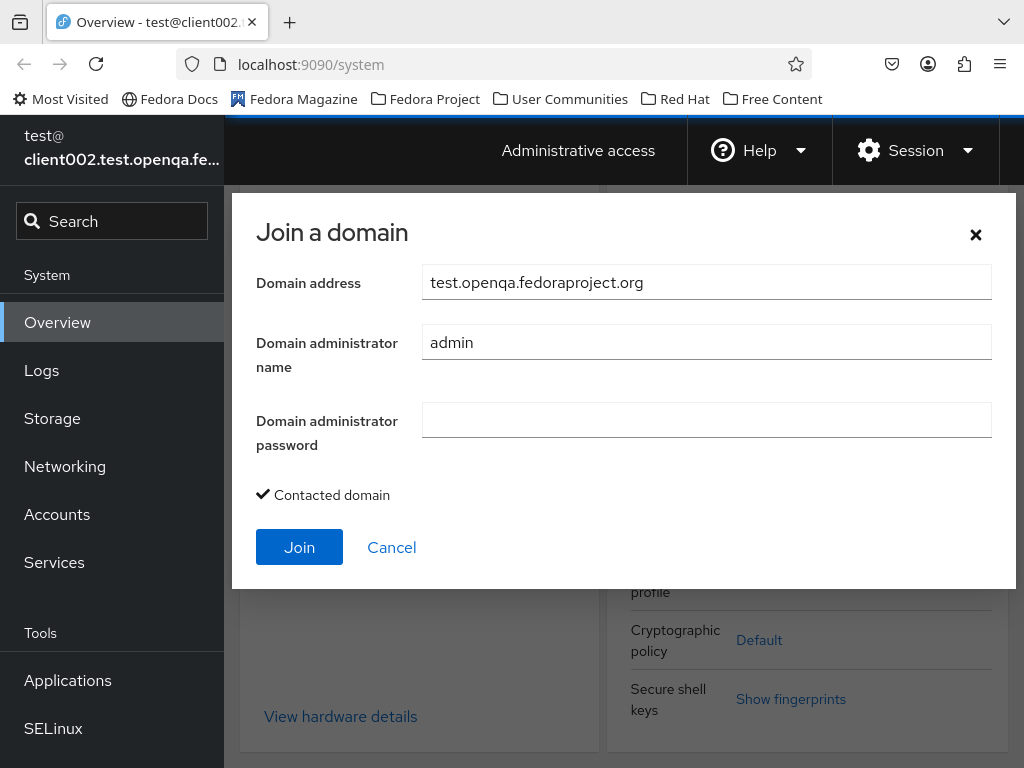 Overview - test@client002.
localhost:9090/system
Most Visited Fedora Docs FM Fedora Magazine Fedora Project User Communities Red Hat Free Content
test@
client002.test.openqa.fe...
Administrative access
Help
Session
Search
System
Overview
Logs
Storage
Networking
Accounts
Services
Tools
Applications
SELinux
Join a domain
Domain address
test.openqa.fedoraproject.org
Domain administrator
name
admin
Domain administrator
password
Contacted domain
Join Cancel
profile
Cryptographic
policy
Default
Secure shell
keys
Show fingerprints
View hardware details